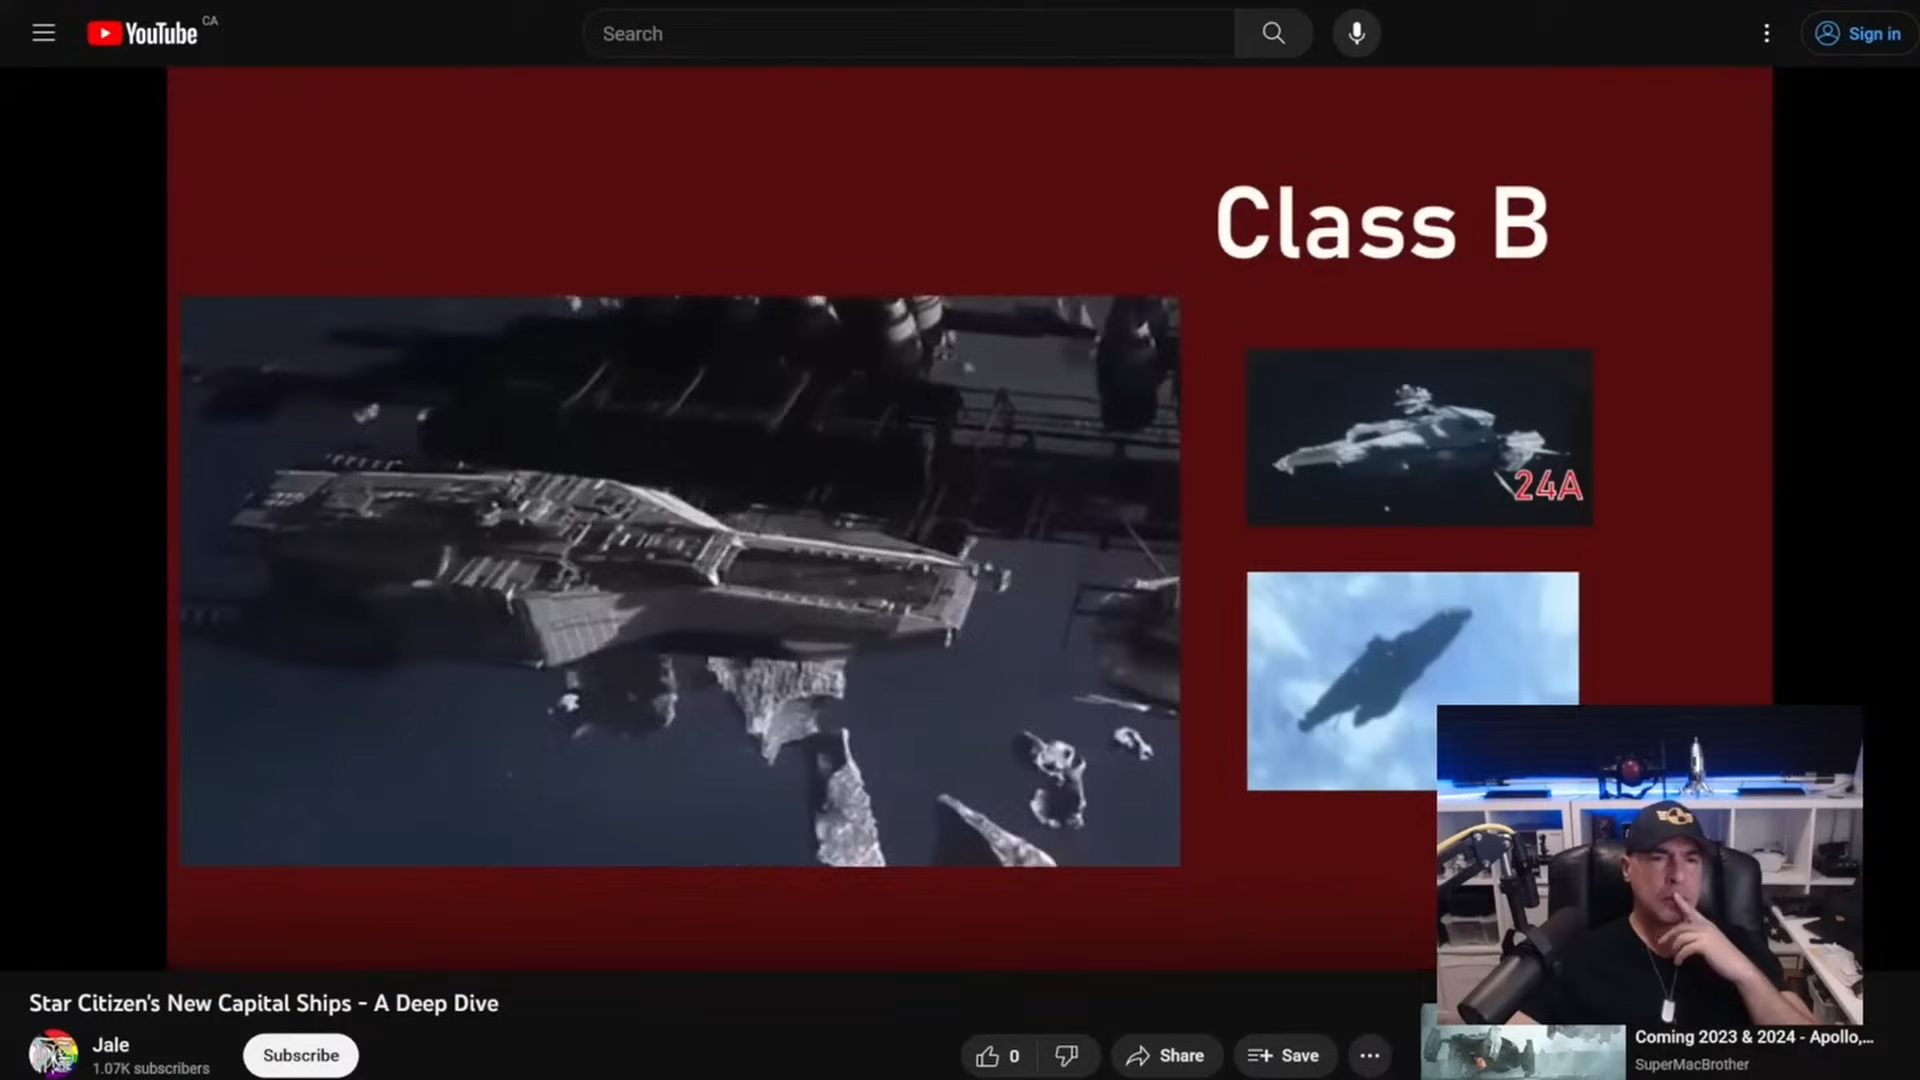 YouTube CA
Search
Sign in
Class B
24A
Star Citizen's New Capital Ships - A Deep Dive
Jale
1.07K subscribers
Subscribe
0
Share
Save
Coming 2023 & 2024 - Apollo,...
SuperMacBrother